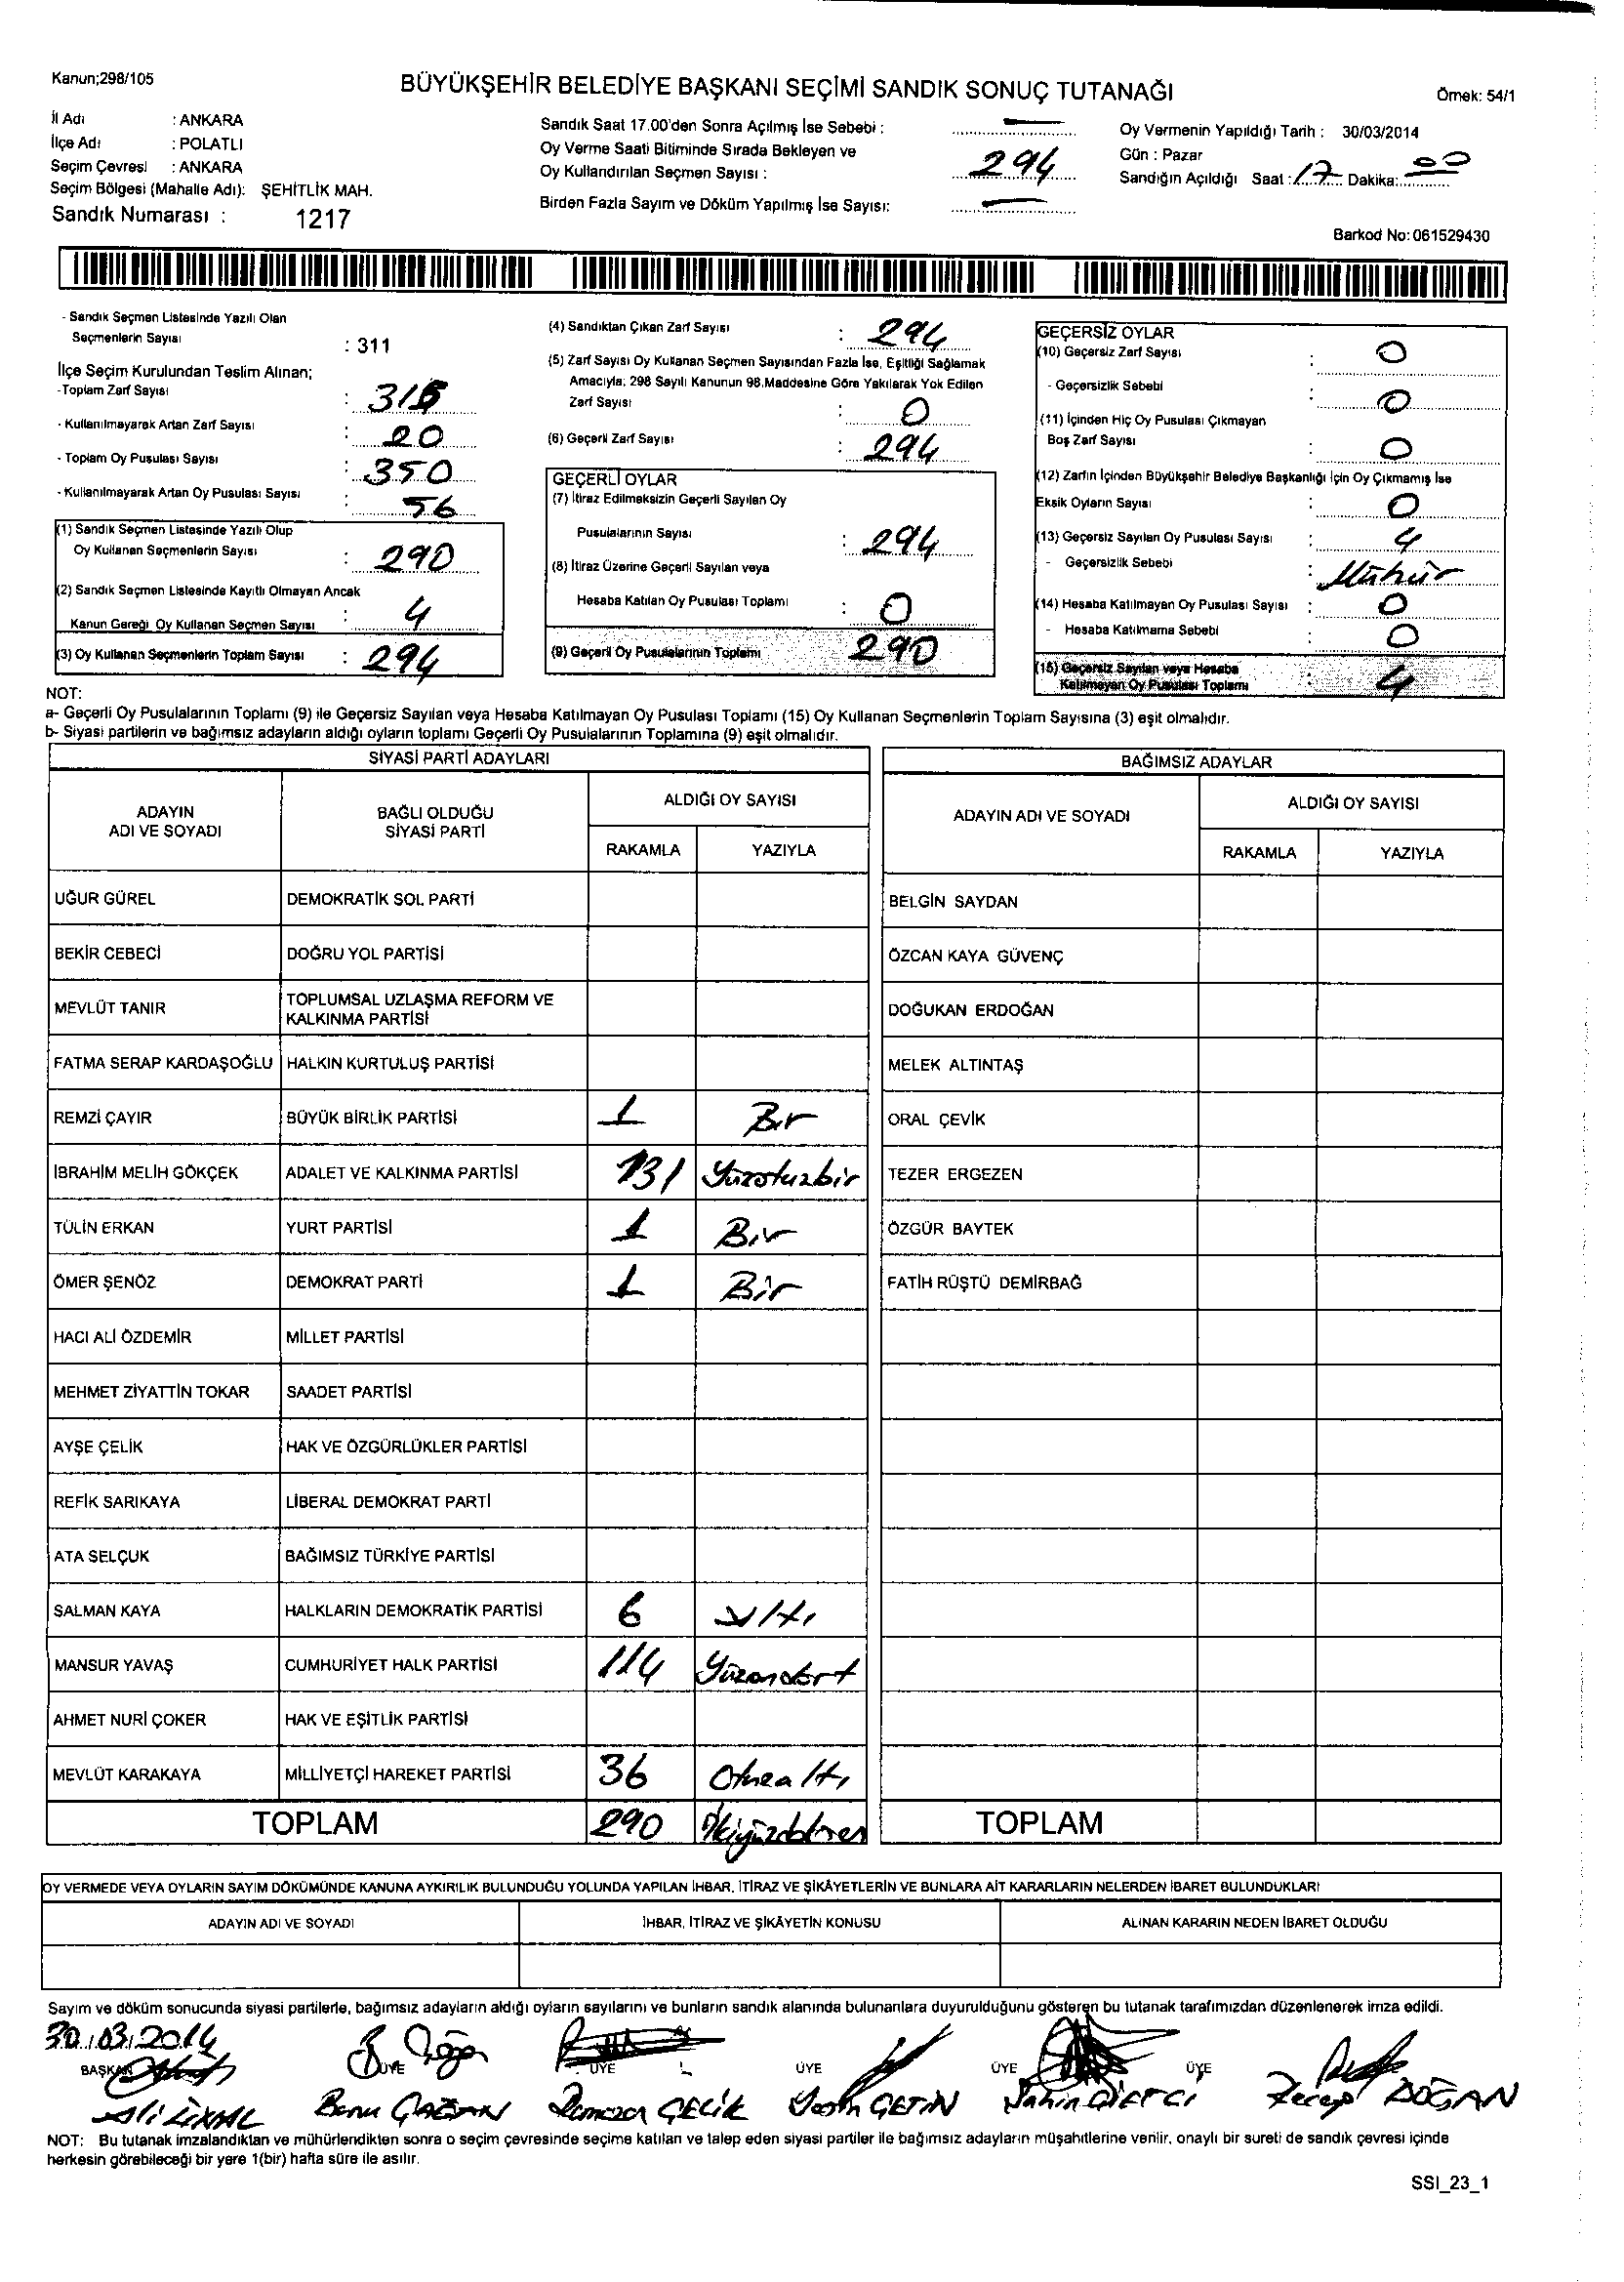 Kanun;298/105
BÜYÜKŞEHİR BELEDİYE BAŞKANI SEÇİMİ SANDIK SONUÇ TUTANAĞI
Örnek: 54/1
İl Adı : ANKARA
İlçe Adı : POLATLI
Seçim Çevresi : ANKARA
Seçim Bölgesi (Mahalle Adı): ŞEHİTLİK MAH.
Sandık Numarası : 1217
Sandık Saat 17.00'den Sonra Açılmış İse Sebebi :
Oy Verme Saati Bitiminde Sırada Bekleyen ve
Oy Kullandırılan Seçmen Sayısı : 294
Birden Fazla Sayım ve Döküm Yapılmış İse Sayısı:
Oy Vermenin Yapıldığı Tarih : 30/03/2014
Gün : Pazar
Sandığın Açıldığı Saat : 17 Dakika: 00
Barkod No: 061529430
- Sandık Seçmen Listesinde Yazılı Olan
Seçmenlerin Sayısı : 311
İlçe Seçim Kurulundan Teslim Alınan;
-Toplam Zarf Sayısı :
- Kullanılmayarak Artan Zarf Sayısı : 20
- Toplam Oy Pusulası Sayısı : 350
- Kullanılmayarak Artan Oy Pusulası Sayısı : 56
(1) Sandık Seçmen Listesinde Yazılı Olup
Oy Kullanan Seçmenlerin Sayısı : 290
(2) Sandık Seçmen Listesinde Kayıtlı Olmayan Ancak
Kanun Gereği Oy Kullanan Seçmen Sayısı : 4
(3) Oy Kullanan Seçmenlerin Toplam Sayısı : 294
(4) Sandıktan Çıkan Zarf Sayısı : 294
(5) Zarf Sayısı Oy Kullanan Seçmen Sayısından Fazla İse, Eşitliği Sağlamak
Amacıyla; 298 Sayılı Kanunun 98.Maddesine Göre Yakılarak Yok Edilen
Zarf Sayısı : 0
(6) Geçerli Zarf Sayısı : 294
GEÇERLİ OYLAR
(7) İtiraz Edilmeksizin Geçerli Sayılan Oy
Pusulalarının Sayısı : 294
(8) İtiraz Üzerine Geçerli Sayılan veya
Hesaba Katılan Oy Pusulası Toplamı : 0
(9) Geçerli Oy Pusulalarının Toplamı 290
GEÇERSİZ OYLAR
(10) Geçersiz Zarf Sayısı : 0
- Geçersizlik Sebebi : 0
(11) İçinden Hiç Oy Pusulası Çıkmayan
Boş Zarf Sayısı : 0
(12) Zarfın İçinden Büyükşehir Belediye Başkanlığı İçin Oy Çıkmamış İse
Eksik Oyların Sayısı : 0
(13) Geçersiz Sayılan Oy Pusulası Sayısı : 4
- Geçersizlik Sebebi : Mühür
(14) Hesaba Katılmayan Oy Pusulası Sayısı : 0
- Hesaba Katılmama Sebebi : 0
(15) Geçersiz Sayılan veya Hesaba
Katılmayan Oy Pusulası Toplamı : 4
NOT:
a- Geçerli Oy Pusulalarının Toplamı (9) ile Geçersiz Sayılan veya Hesaba Katılmayan Oy Pusulası Toplamı (15) Oy Kullanan Seçmenlerin Toplam Sayısına (3) eşit olmalıdır.
b- Siyasi partilerin ve bağımsız adayların aldığı oyların toplamı Geçerli Oy Pusulalarının Toplamına (9) eşit olmalıdır.
SİYASİ PARTİ ADAYLARI
ADAYIN ADI VE SOYADI
BAĞLI OLDUĞU SİYASİ PARTİ
ALDIĞI OY SAYISI
RAKAMLA YAZIYLA
UĞUR GÜREL DEMOKRATİK SOL PARTİ
BEKİR CEBECİ DOĞRU YOL PARTİSİ
MEVLÜT TANIR TOPLUMSAL UZLAŞMA REFORM VE KALKINMA PARTİSİ
FATMA SERAP KARDAŞOĞLU HALKIN KURTULUŞ PARTİSİ
REMZİ ÇAYIR BÜYÜK BİRLİK PARTİSİ 1 Bir
İBRAHİM MELİH GÖKÇEK ADALET VE KALKINMA PARTİSİ 131 Yüzotuzbir
TÜLİN ERKAN YURT PARTİSİ 1 Bir
ÖMER ŞENÖZ DEMOKRAT PARTİ 1 Bir
HACI ALİ ÖZDEMİR MİLLET PARTİSİ
MEHMET ZİYATTİN TOKAR SAADET PARTİSİ
AYŞE ÇELİK HAK VE ÖZGÜRLÜKLER PARTİSİ
REFİK SARIKAYA LİBERAL DEMOKRAT PARTİ
ATA SELÇUK BAĞIMSIZ TÜRKİYE PARTİSİ
SALMAN KAYA HALKLARIN DEMOKRATİK PARTİSİ 6 Altı
MANSUR YAVAŞ CUMHURİYET HALK PARTİSİ 114 Yüzondört
AHMET NURİ ÇOKER HAK VE EŞİTLİK PARTİSİ
MEVLÜT KARAKAYA MİLLİYETÇİ HAREKET PARTİSİ 36 Otuzaltı
TOPLAM 290 İkiyüzdoksan
BAĞIMSIZ ADAYLAR
ADAYIN ADI VE SOYADI
ALDIĞI OY SAYISI
RAKAMLA YAZIYLA
BELGİN SAYDAN
ÖZCAN KAYA GÜVENÇ
DOĞUKAN ERDOĞAN
MELEK ALTINTAŞ
ORAL ÇEVİK
TEZER ERGEZEN
ÖZGÜR BAYTEK
FATİH RÜŞTÜ DEMİRBAĞ
TOPLAM
OY VERMEDE VEYA OYLARIN SAYIM DÖKÜMÜNDE KANUNA AYKIRILIK BULUNDUĞU YOLUNDA YAPILAN İHBAR, İTİRAZ VE ŞİKÂYETLERİN VE BUNLARA AİT KARARLARIN NELERDEN İBARET BULUNDUKLARI
ADAYIN ADI VE SOYADI İHBAR, İTİRAZ VE ŞİKÂYETİN KONUSU ALINAN KARARIN NEDEN İBARET OLDUĞU
Sayım ve döküm sonucunda siyasi partilerle, bağımsız adayların aldığı oyların sayılarını ve bunların sandık alanında bulunanlara duyurulduğunu gösteren bu tutanak tarafımızdan düzenlenerek imza edildi.
30.03.2014
BAŞKAN ÜYE ÜYE ÜYE ÜYE ÜYE
Ali Banu Ramazan ÇELİK ÇETİN Şahin Recep DOĞAN
NOT: Bu tutanak imzalandıktan ve mühürlendikten sonra o seçim çevresinde seçime katılan ve talep eden siyasi partiler ile bağımsız adayların müşahitlerine verilir, onaylı bir sureti de sandık çevresi içinde
herkesin görebileceği bir yere 1(bir) hafta süre ile asılır.
SSI_23_1